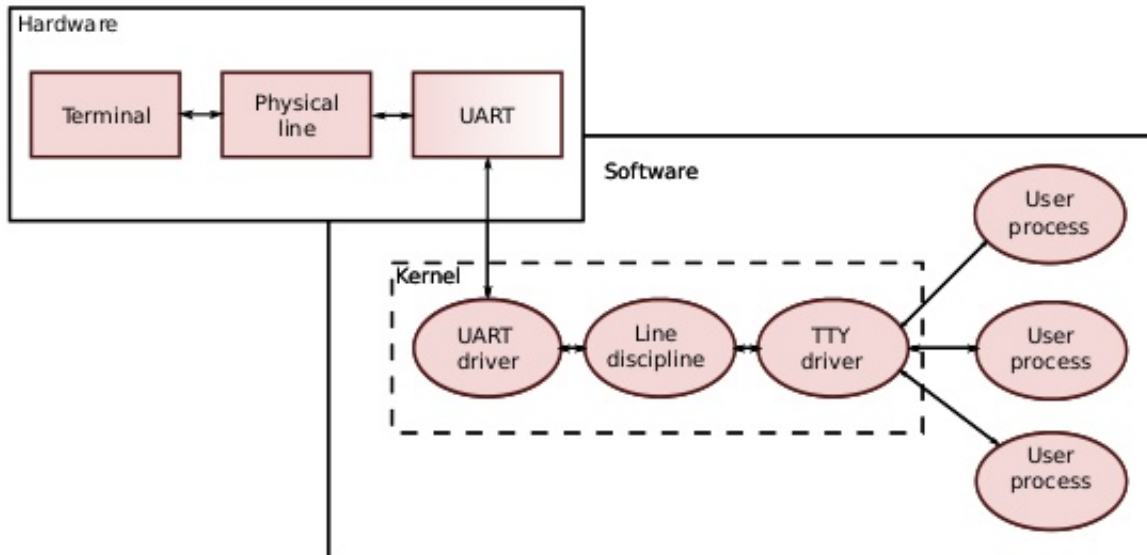 Hardware
Terminal
Physical
line
UART
Software
User
process
Kernel
UART
driver
Line
discipline
TTY
driver
User
process
User
process